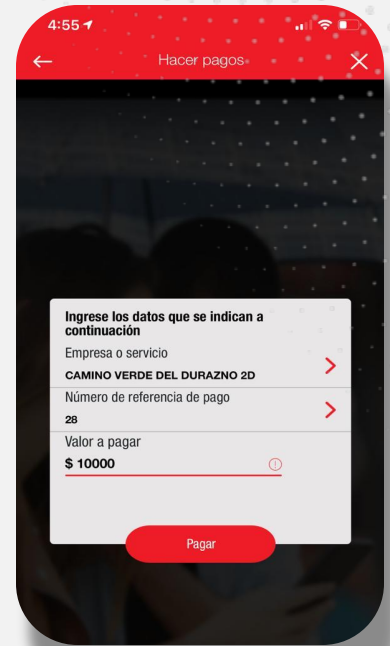 4:55
Hacer pagos
Ingrese los datos que se indican a
continuación
Empresa o servicio
CAMINO VERDE DEL DURAZNO 2D
Número de referencia de pago
28
Valor a pagar
$ 10000
Pagar